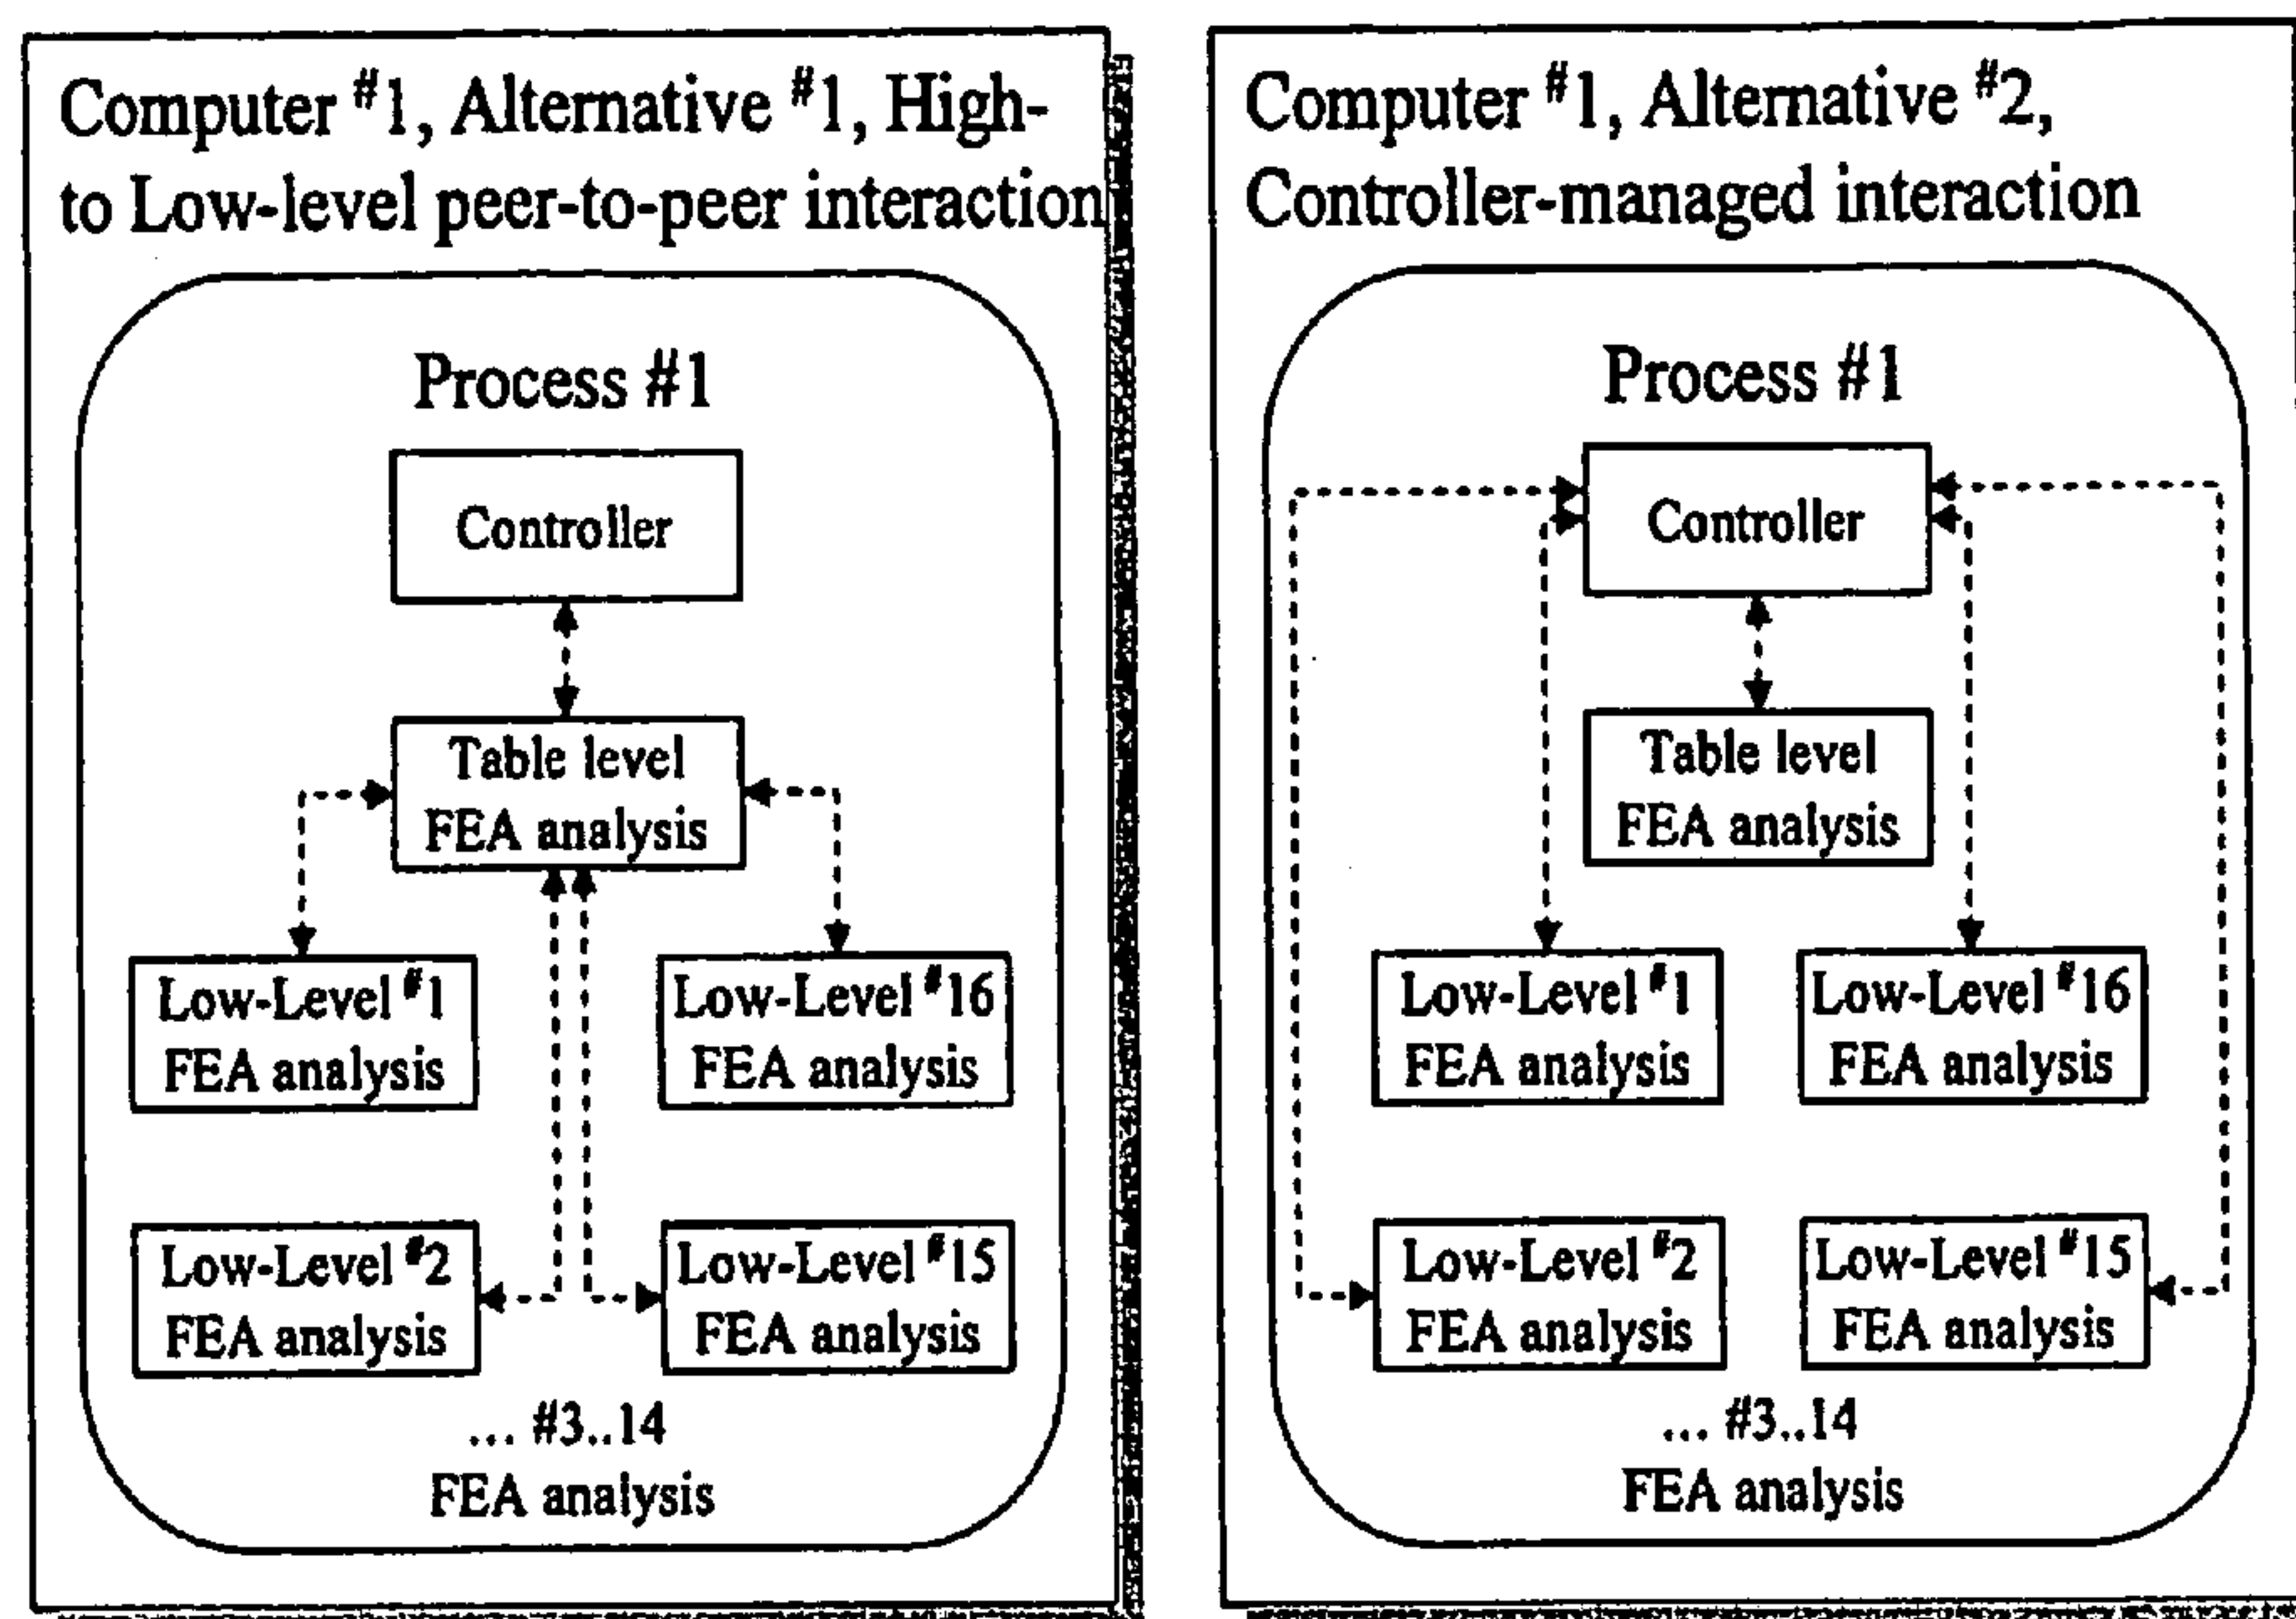 Computer #1, Alternative #1, High-
to Low-level peer-to-peer interaction
Process #1
Controller
Table level
FEA analysis
Low-Level #1
FEA analysis
Low-Level #16
FEA analysis
Low-Level #2
FEA analysis
Low-Level #15
FEA analysis
... #3..14
FEA analysis
Computer #1, Alternative #2,
Controller-managed interaction
Process #1
Controller
Table level
FEA analysis
Low-Level #1
FEA analysis
Low-Level #16
FEA analysis
Low-Level #2
FEA analysis
Low-Level #15
FEA analysis
... #3..14
FEA analysis